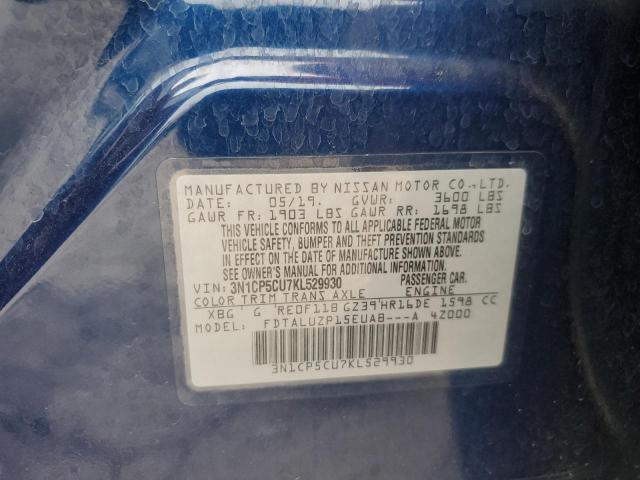 MANUFACTURED BY NISSAN MOTOR CO.,LTD.
DATE: 05/19. GVWR: 3600 LBS
GAWR FR: 1903 LBS GAWR RR: 1698 LBS
THIS VEHICLE CONFORMS TO ALL APPLICABLE FEDERAL MOTOR
VEHICLE SAFETY, BUMPER AND THEFT PREVENTION STANDARDS
IN EFFECT ON THE DATE OF MANUFACTURE SHOWN ABOVE.
SEE OWNER'S MANUAL FOR ADDITIONAL INFORMATION.
VIN: 3N1CP5CU7KL529930 PASSENGER CAR.
COLOR TRIM TRANS AXLE ENGINE
XBG G RE0F11B GZ39 HR16DE 1598 CC
MODEL: FDTALUZP15EUA8---A 4Z000
3N1CP5CU7KL529930